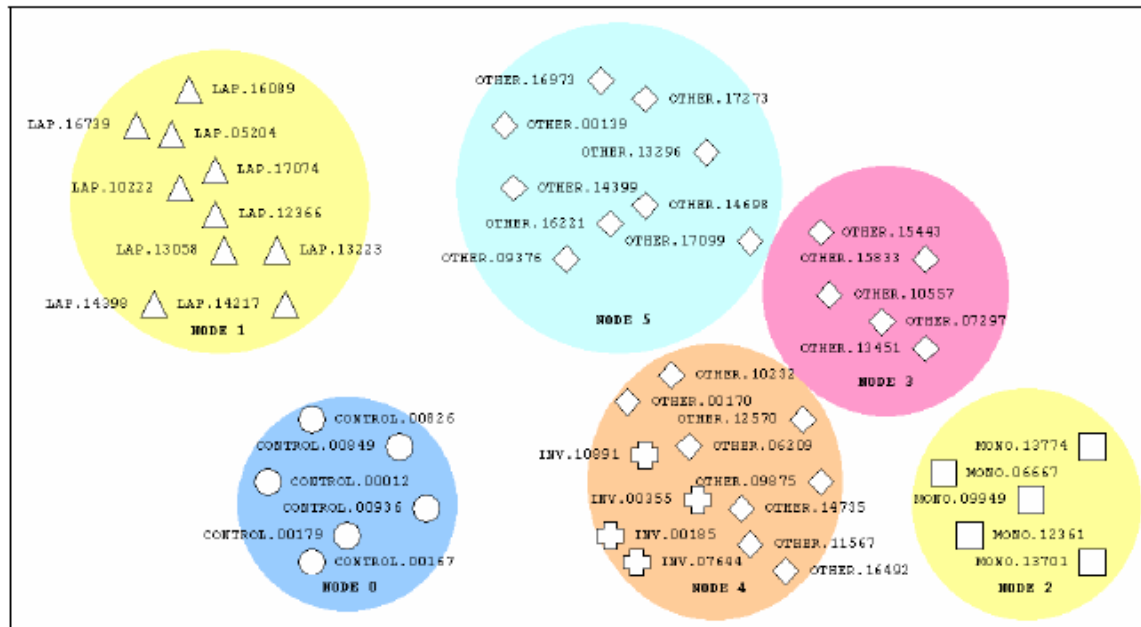 LAP.16089
LAP.16739
LAP.05204
LAP.17074
LAP.10222
LAP.12366
LAP.13058
LAP.13223
LAP.14398
LAP.14217
NODE 1
OTHER.16973
OTHER.17273
OTHER.00139
OTHER.13296
OTHER.14399
OTHER.14698
OTHER.16221
OTHER.17099
OTHER.09376
NODE 5
OTHER.15443
OTHER.15833
OTHER.10557
OTHER.07297
OTHER.13451
NODE 3
CONTROL.00826
CONTROL.00849
CONTROL.00012
CONTROL.00936
CONTROL.00179
CONTROL.00167
NODE 0
OTHER.10232
OTHER.00170
OTHER.12570
OTHER.06209
INV.10891
OTHER.09875
INV.00355
OTHER.14735
INV.00185
OTHER.11567
INV.07644
OTHER.16492
NODE 4
MONO.13774
MONO.06667
MONO.09949
MONO.12361
MONO.13701
NODE 2